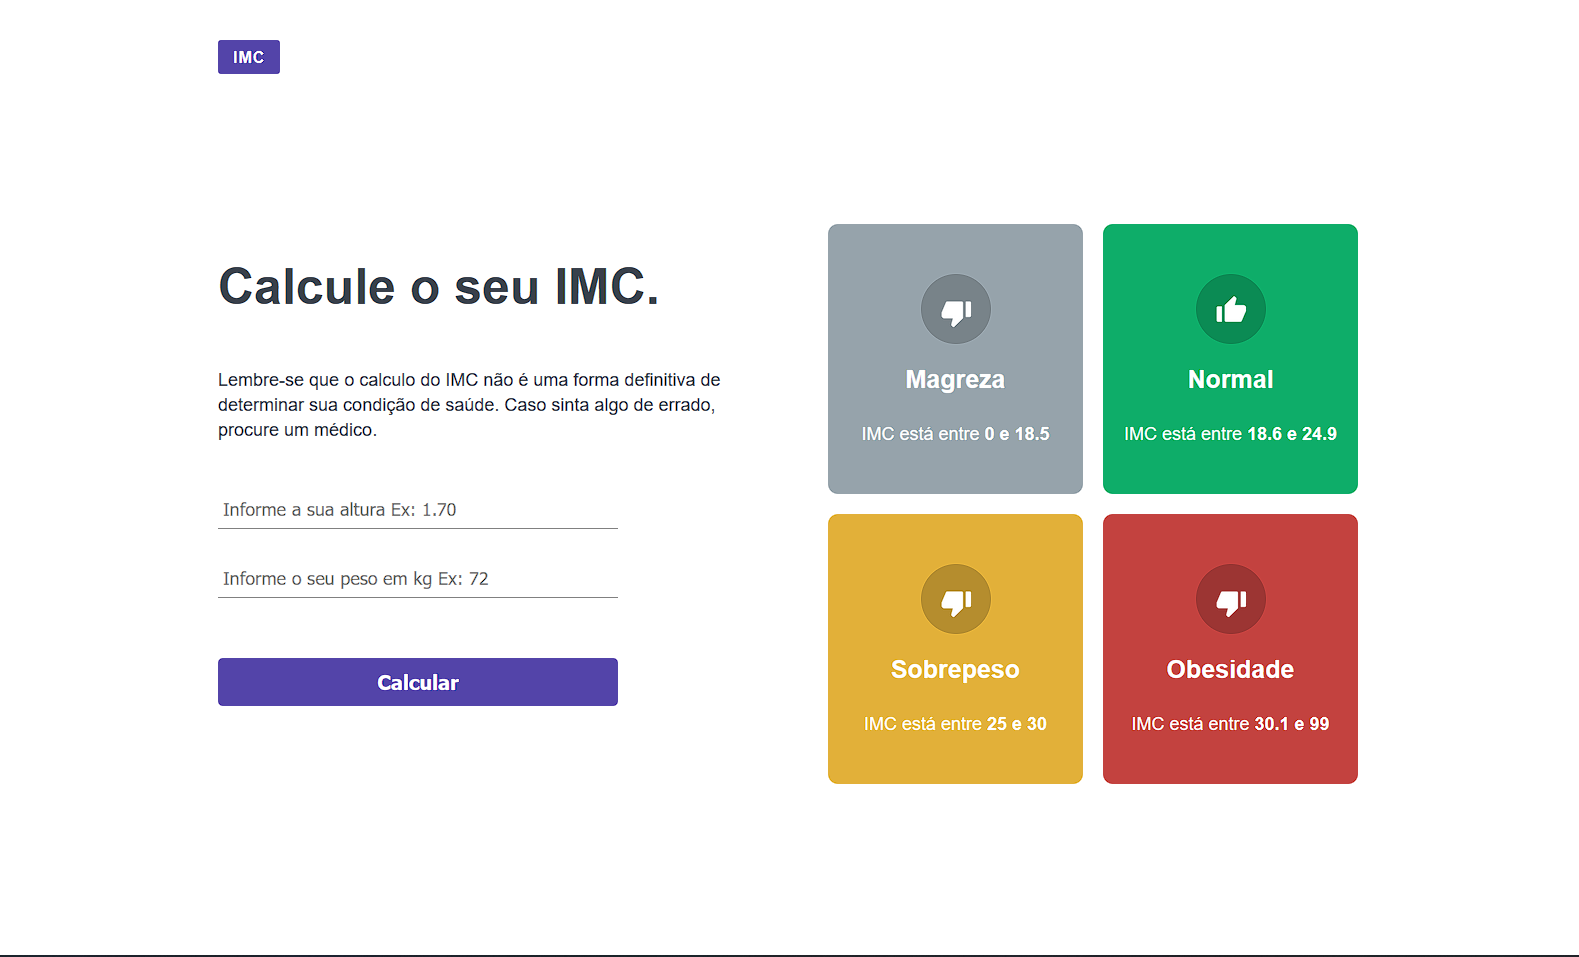 IMC
Calcule o seu IMC.
Lembre-se que o calculo do IMC não é uma forma definitiva de
determinar sua condição de saúde. Caso sinta algo de errado,
procure um médico.
Informe a sua altura Ex: 1.70
Informe o seu peso em kg Ex: 72
Calcular
Magreza
IMC está entre 0 e 18.5
Normal
IMC está entre 18.6 e 24.9
Sobrepeso
IMC está entre 25 e 30
Obesidade
IMC está entre 30.1 e 99